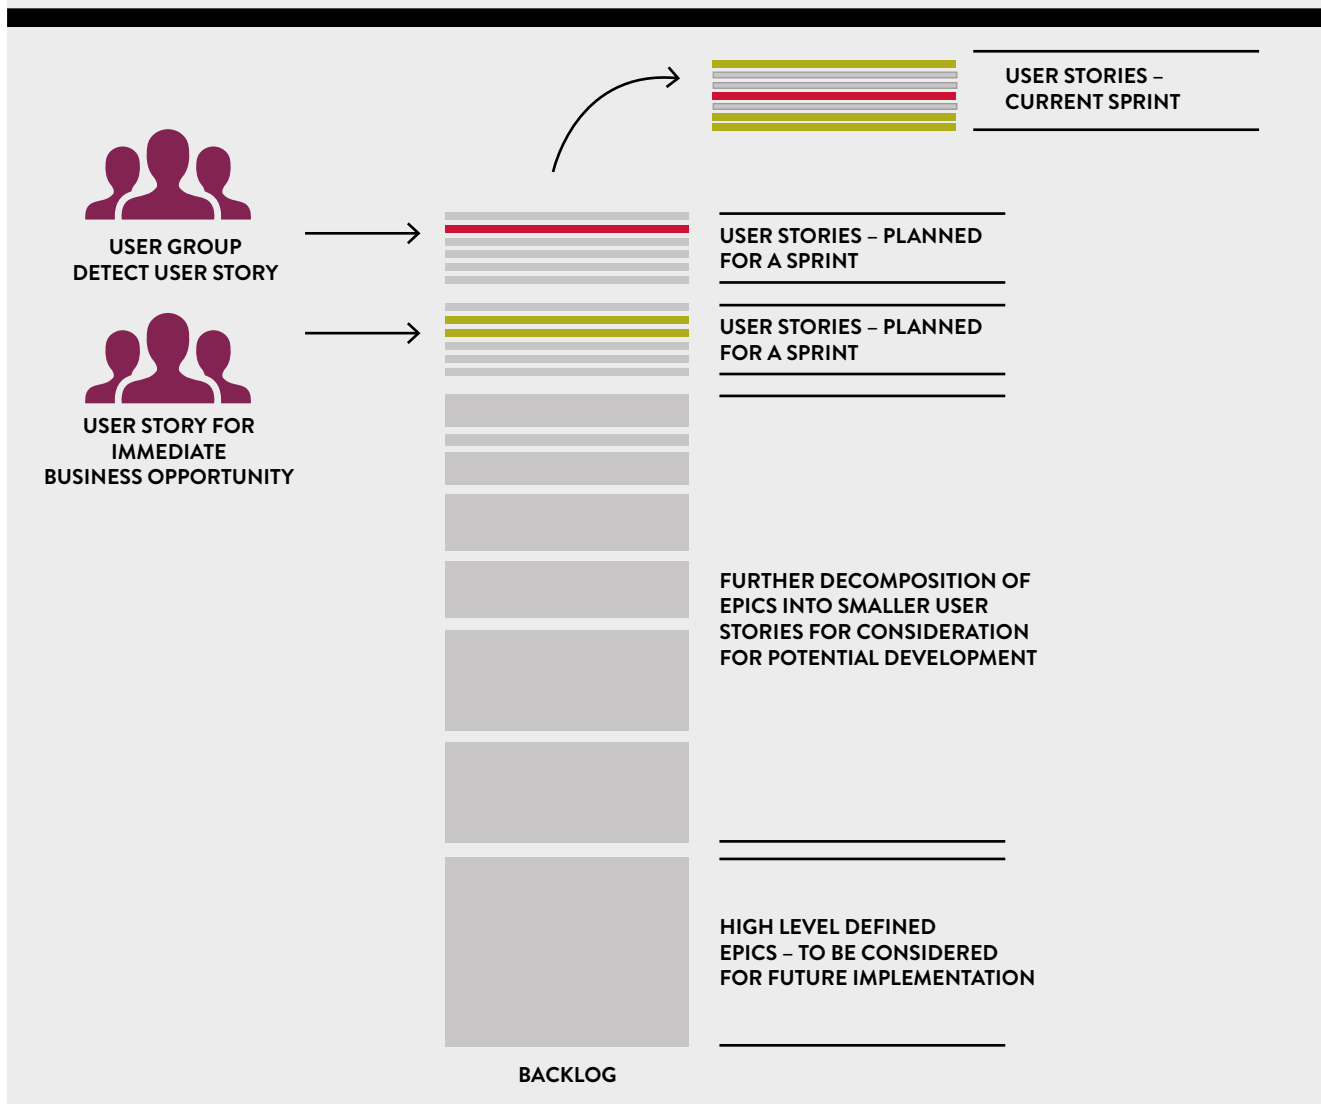 USER STORIES –
CURRENT SPRINT
USER GROUP
DETECT USER STORY
USER STORIES – PLANNED
FOR A SPRINT
USER STORIES – PLANNED
FOR A SPRINT
USER STORY FOR
IMMEDIATE
BUSINESS OPPORTUNITY
FURTHER DECOMPOSITION OF
EPICS INTO SMALLER USER
STORIES FOR CONSIDERATION
FOR POTENTIAL DEVELOPMENT
HIGH LEVEL DEFINED
EPICS – TO BE CONSIDERED
FOR FUTURE IMPLEMENTATION
BACKLOG